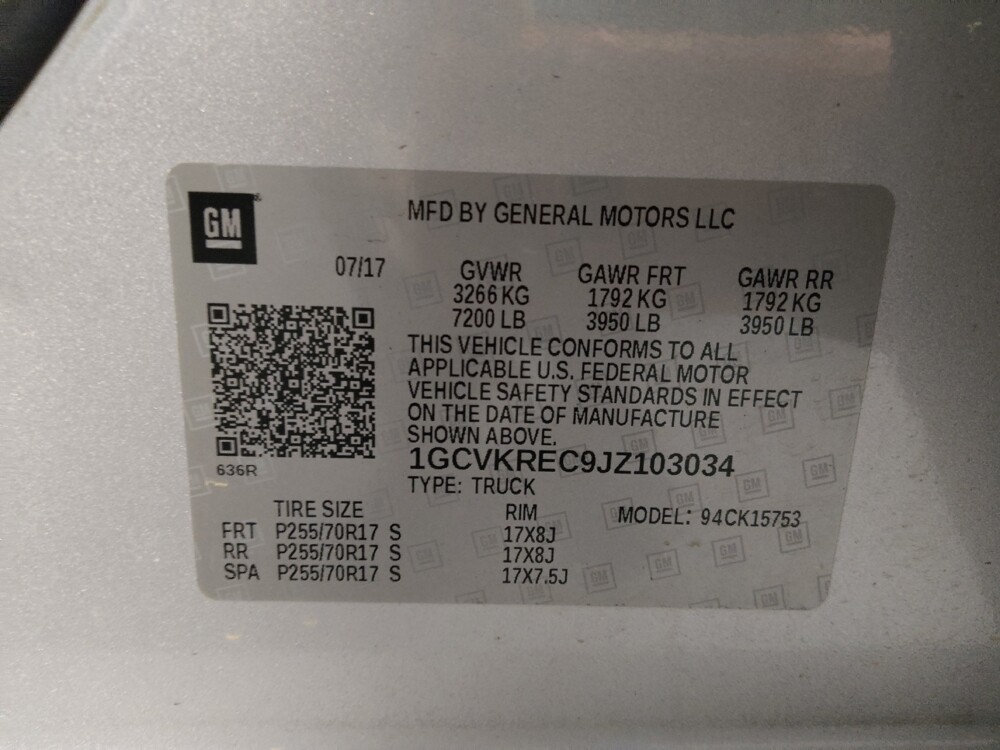 GM
MFD BY GENERAL MOTORS LLC
07/17 GVWR GAWR FRT GAWR RR
3266 KG 1792 KG 1792 KG
7200 LB 3950 LB 3950 LB
THIS VEHICLE CONFORMS TO ALL
APPLICABLE U.S. FEDERAL MOTOR
VEHICLE SAFETY STANDARDS IN EFFECT
ON THE DATE OF MANUFACTURE
SHOWN ABOVE.
636R
1GCVKREC9JZ103034
TYPE: TRUCK
TIRE SIZE RIM MODEL: 94CK15753
FRT P255/70R17 S 17X8J
RR P255/70R17 S 17X8J
SPA P255/70R17 S 17X7.5J